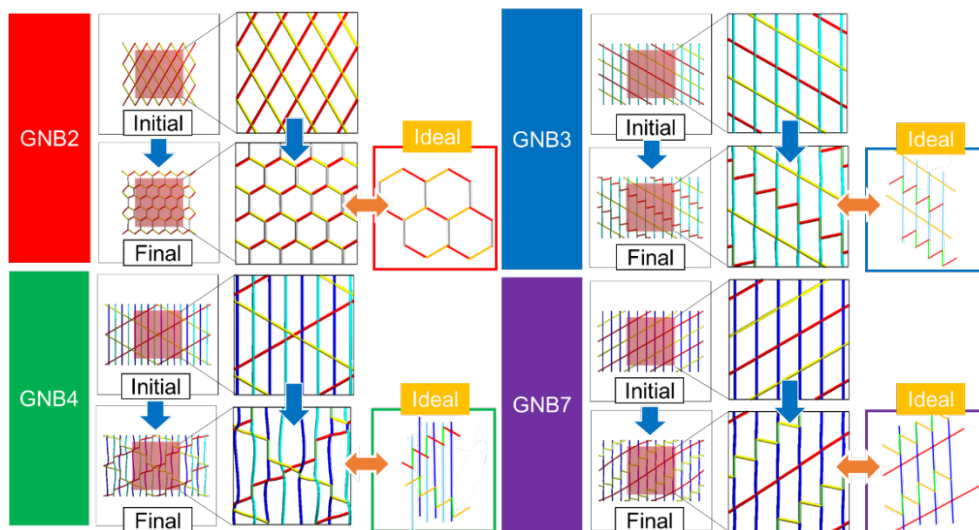 GNB2
Initial
Final
Ideal
GNB3
Initial
Final
Ideal
GNB4
Initial
Final
Ideal
GNB7
Initial
Final
Ideal